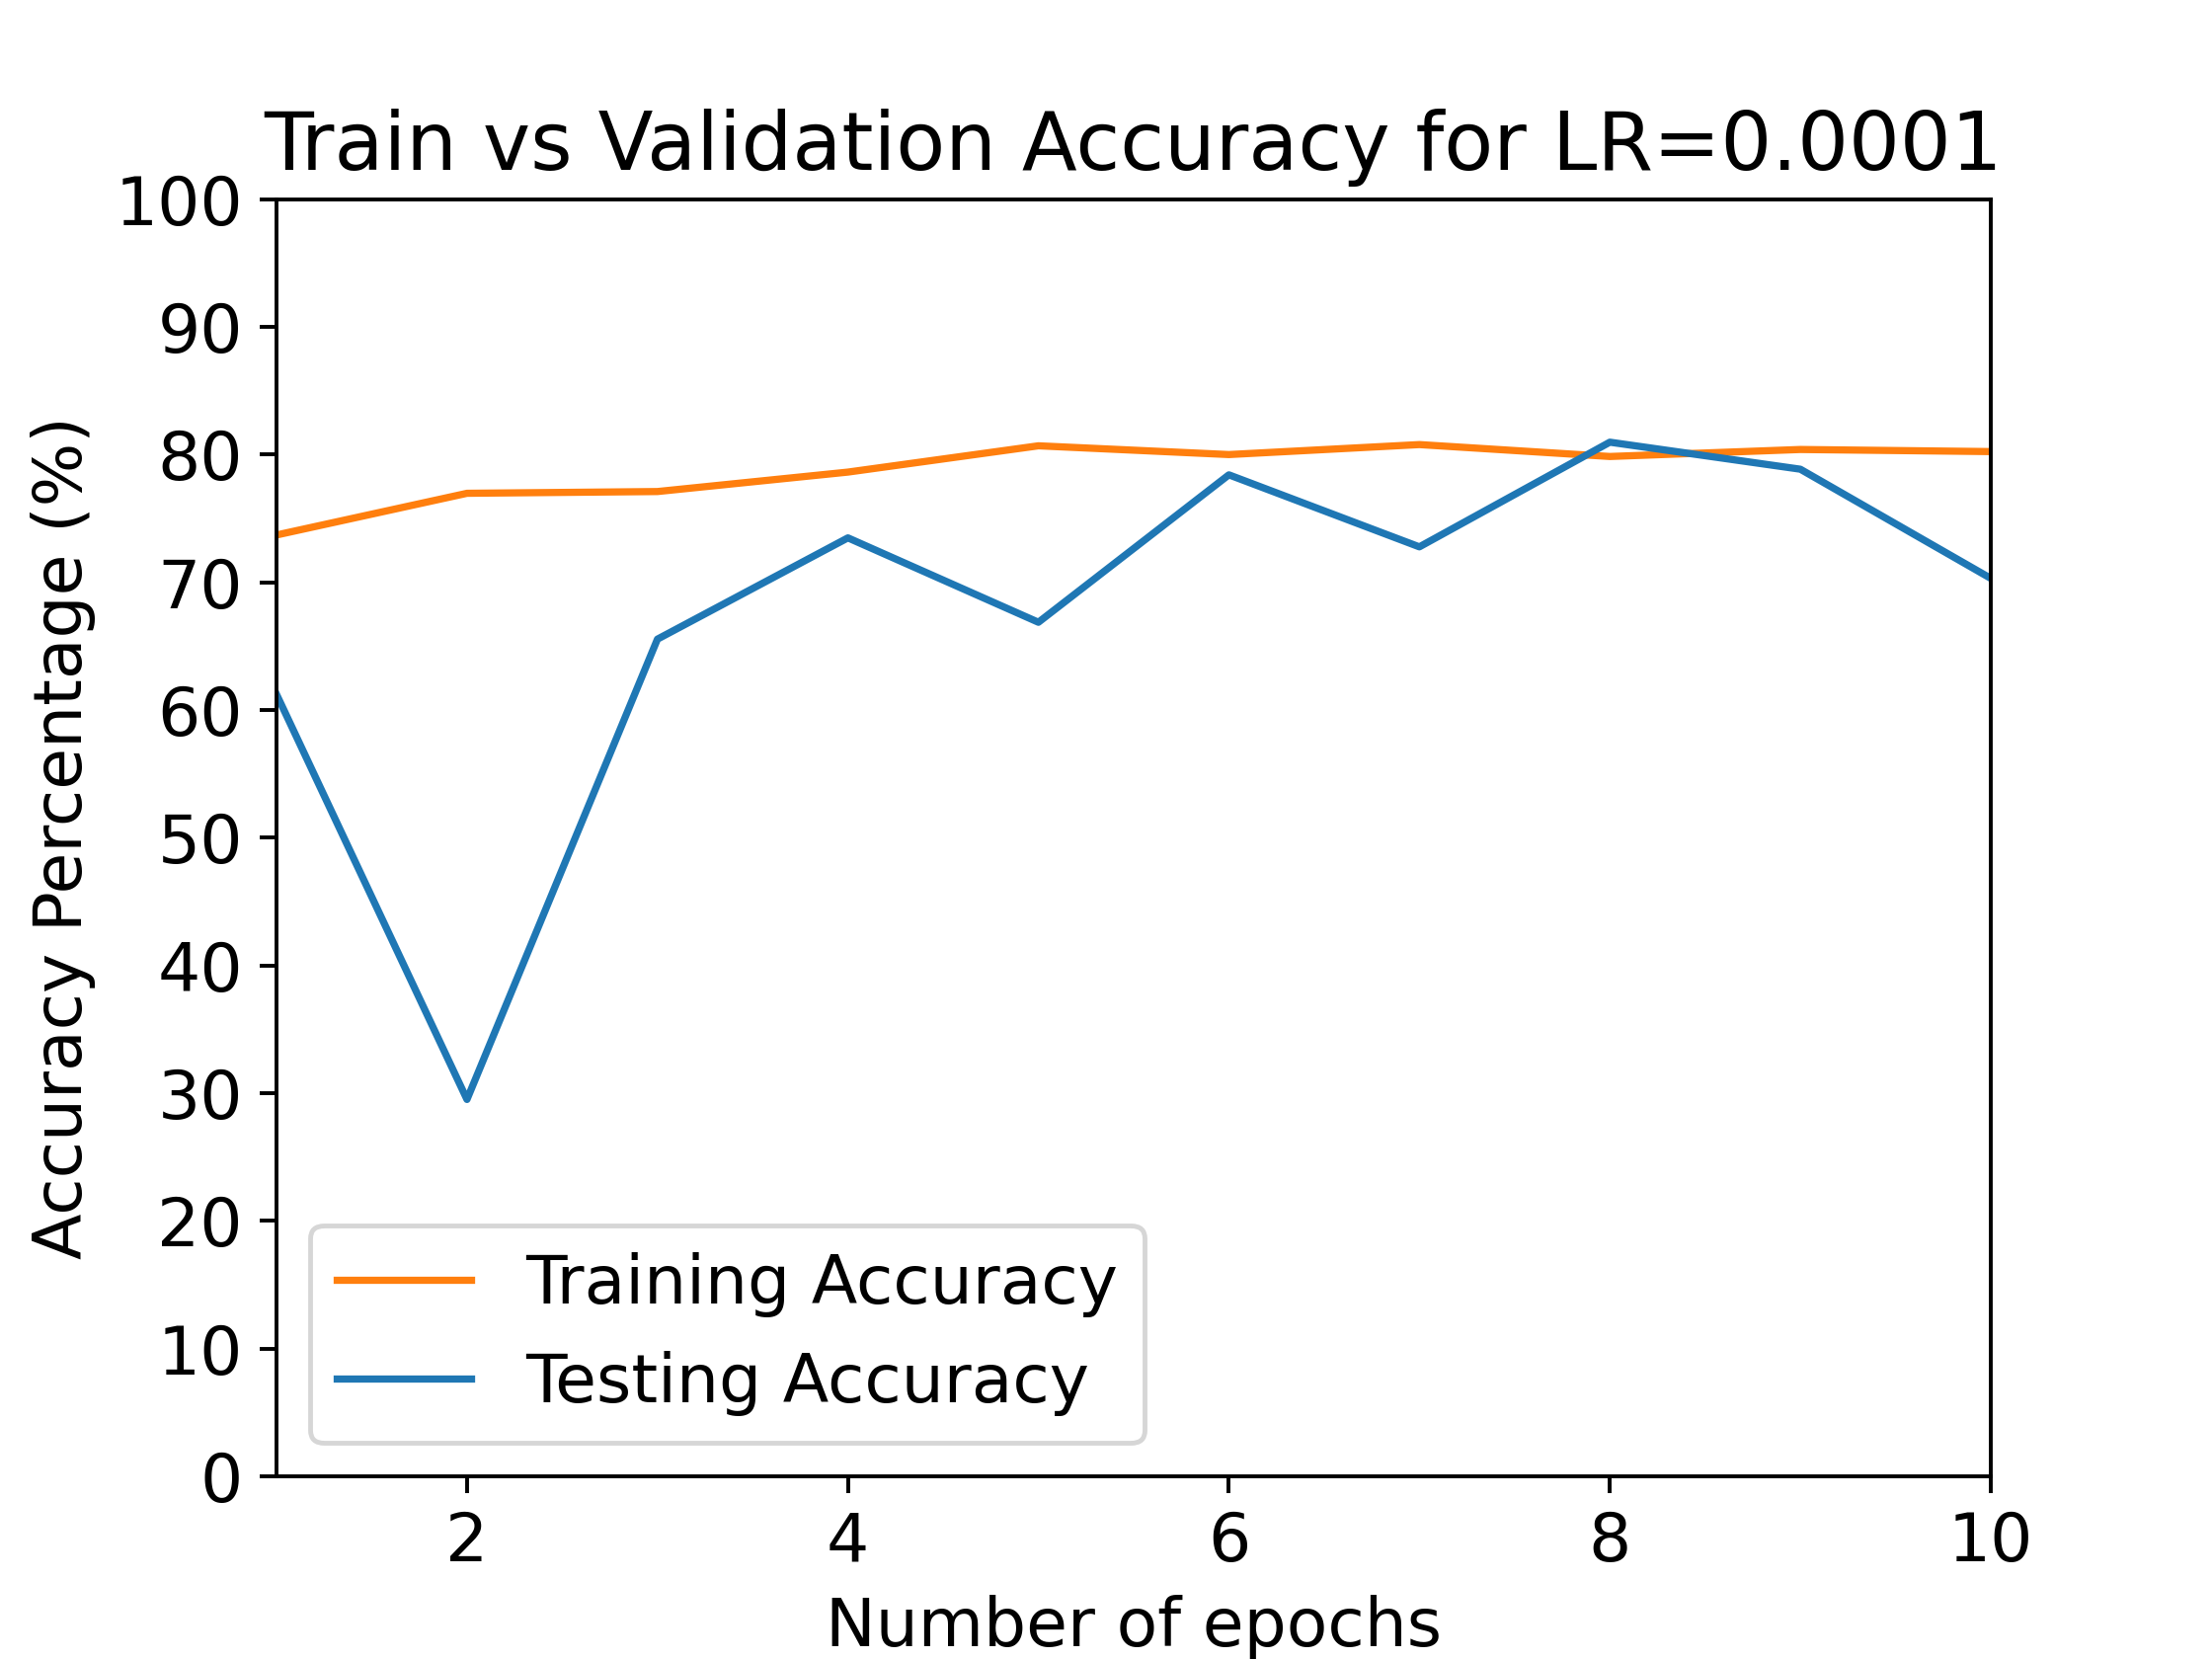 Train vs Validation Accuracy for LR=0.0001
100
90
80
70
60
50
40
30
20
10
0
Accuracy Percentage (%)
Training Accuracy
Testing Accuracy
2 4 6 8 10
Number of epochs